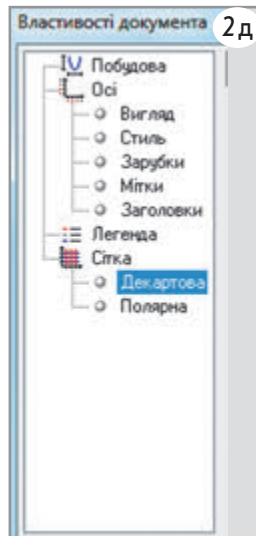 Властивості документа
2д
Побудова
Осі
Вигляд
Стиль
Зарубки
Мітки
Заголовки
Легенда
Сітка
Декартова
Полярна